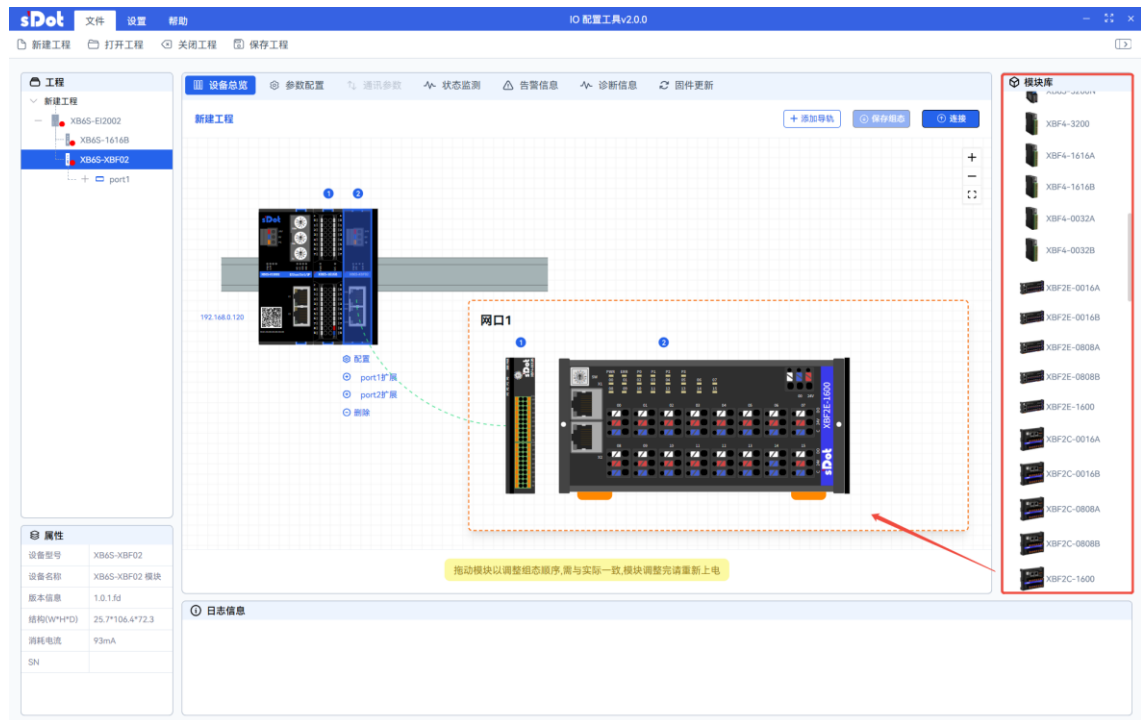 sDot 文件 设置 帮助 IO 配置工具v2.0.0
新建工程 打开工程 关闭工程 保存工程
工程
新建工程
XB6S-EI2002
XB6S-1616B
XB6S-XBF02
port1
设备总览 参数配置 通讯参数 状态监测 告警信息 诊断信息 固件更新
新建工程 添加导轨 保存组态 连接
1 2
sDot
192.168.0.120
配置
port1扩展
port2扩展
删除
网口1
1 2
sDot
XBF2E-1600
sDot
拖动模块以调整组态顺序,需与实际一致,模块调整完请重新上电
模块库
XBF4-3200
XBF4-1616A
XBF4-1616B
XBF4-0032A
XBF4-0032B
XBF2E-0016A
XBF2E-0016B
XBF2E-0808A
XBF2E-0808B
XBF2E-1600
XBF2C-0016A
XBF2C-0016B
XBF2C-0808A
XBF2C-0808B
XBF2C-1600
属性
设备型号 XB6S-XBF02
设备名称 XB6S-XBF02 模块
版本信息 1.0.1.fd
结构(W*H*D) 25.7*106.4*72.3
消耗电流 93mA
SN
日志信息